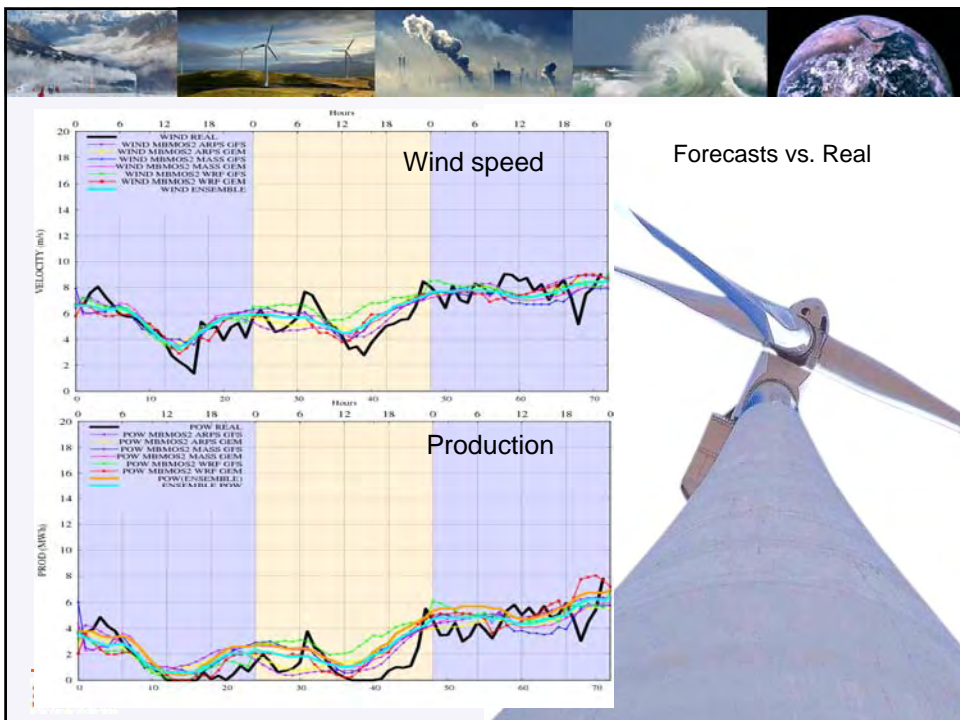 Hours
0 6 12 18 0 6 12 18 0 6 12 18 0
WIND REAL
WIND MBMOS2 ARPS GFS
WIND MBMOS2 ARPS GEM
WIND MBMOS2 MASS GFS
WIND MBMOS2 MASS GEM
WIND MBMOS2 WRF GFS
WIND MBMOS2 WRF GEM
WIND ENSEMBLE
Wind speed
Forecasts vs. Real
20
18
16
14
12
10
8
6
4
2
0
VELOCITY (m/s)
0 10 20 30 40 50 60 70
Hours
0 6 12 18 0 6 12 18 0 6 12 18 0
POW REAL
POW MBMOS2 ARPS GFS
POW MBMOS2 ARPS GEM
POW MBMOS2 MASS GFS
POW MBMOS2 MASS GEM
POW MBMOS2 WRF GFS
POW MBMOS2 WRF GEM
POW(ENSEMBLE)
ENSEMBLE POW
Production
20
18
16
14
12
10
8
6
4
2
0
PROD (MWh)
10 20 30 40 50 60 70